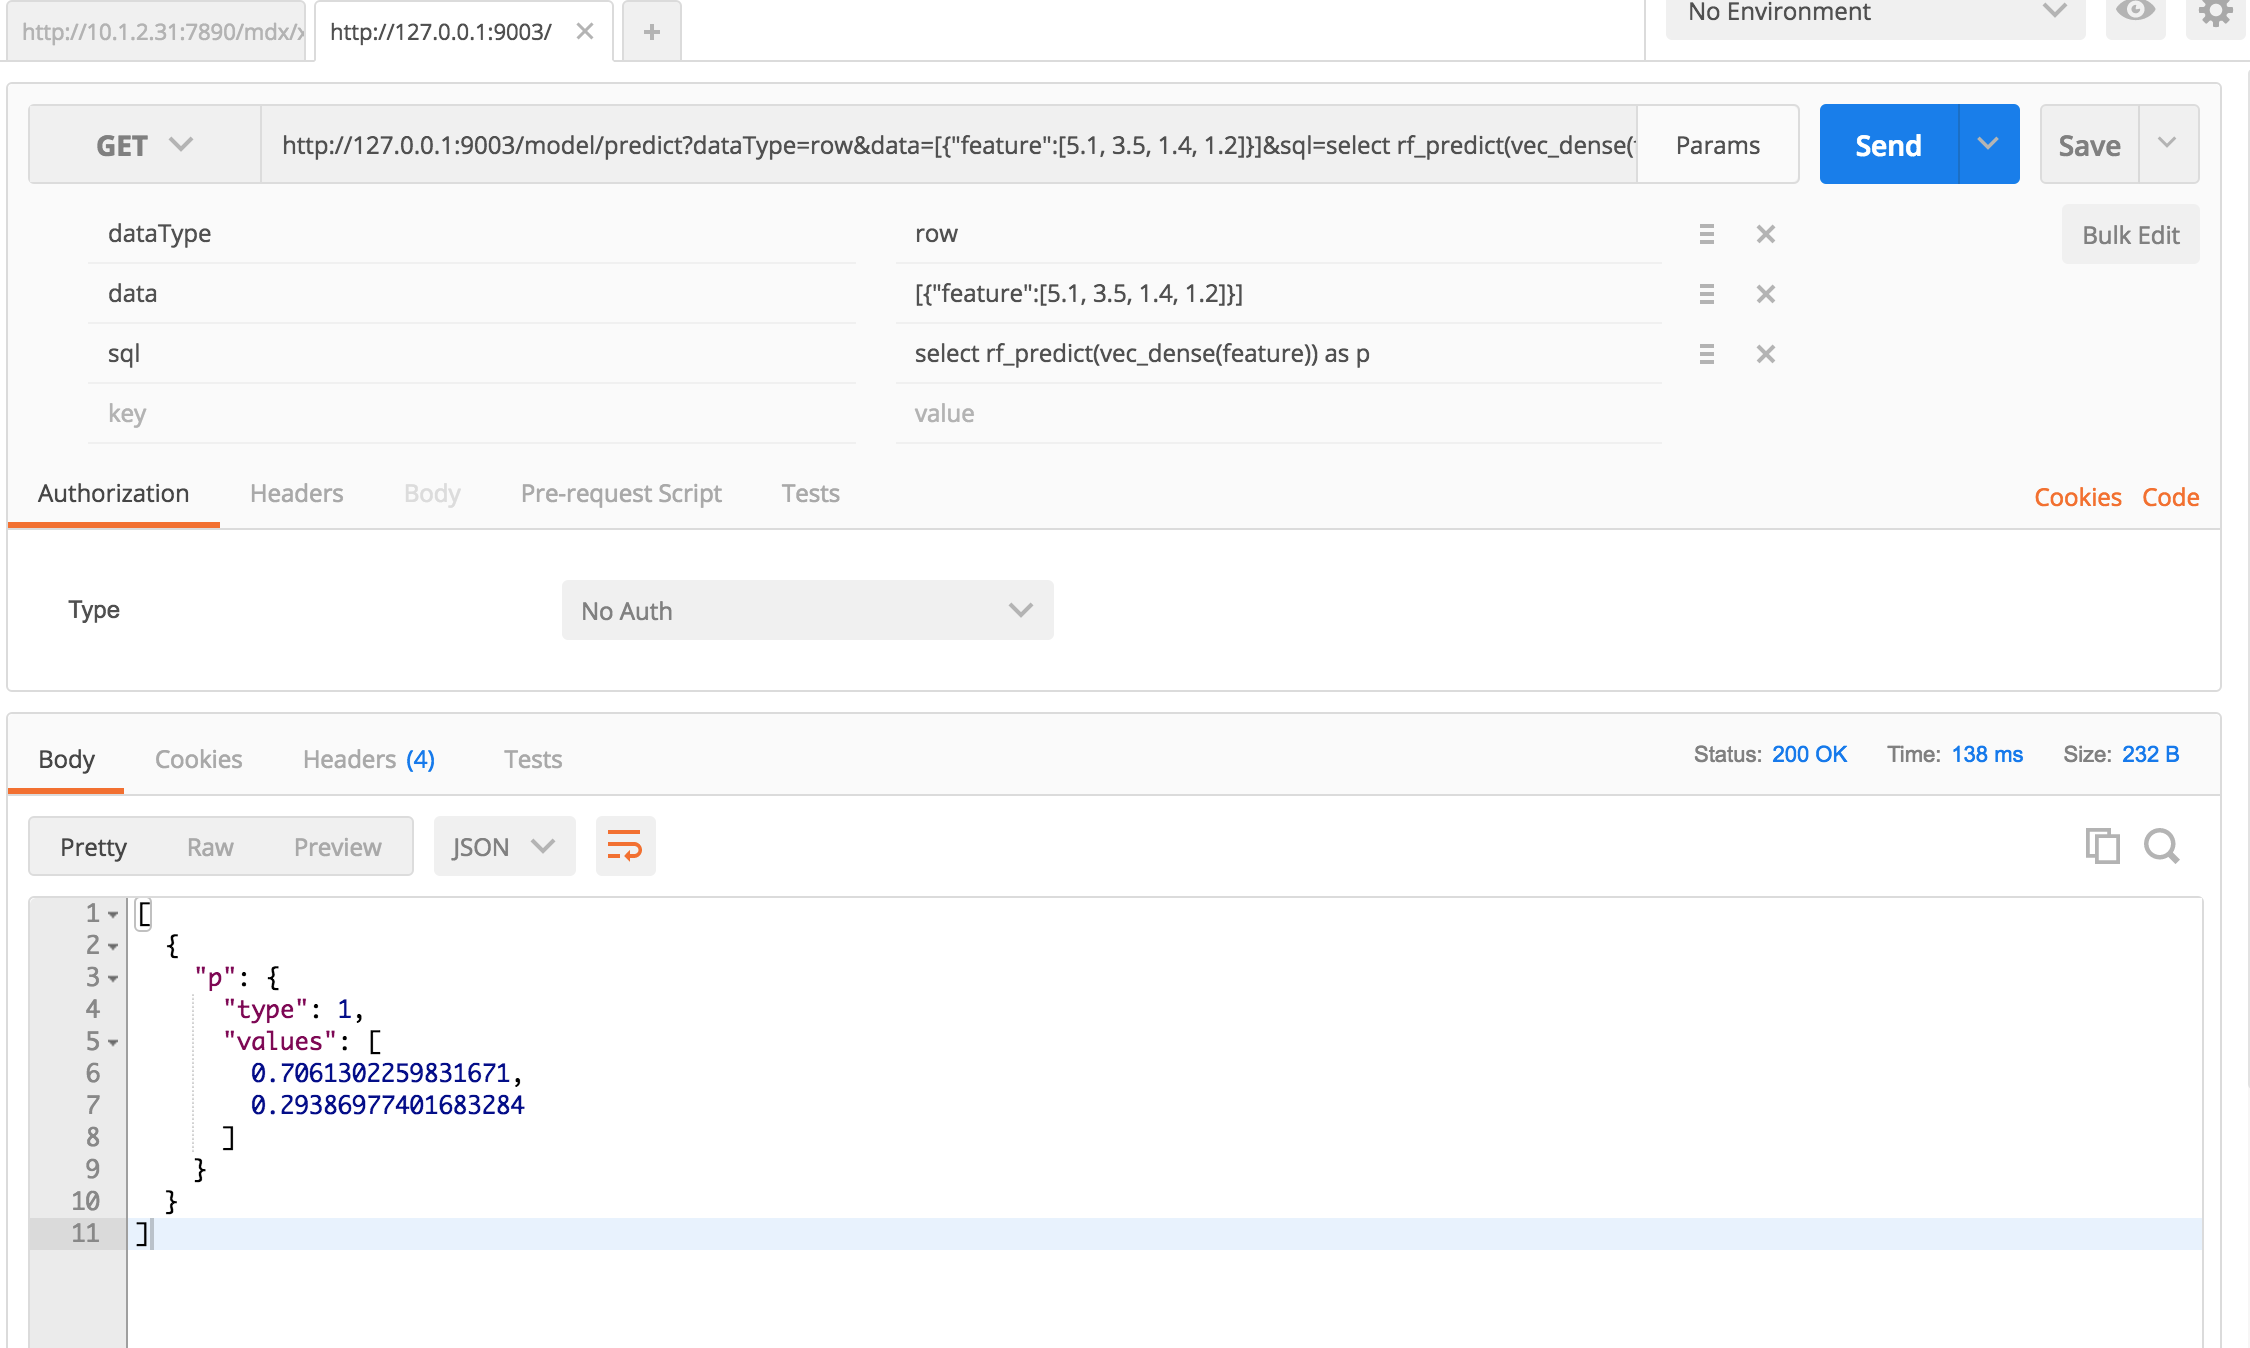 http://10.1.2.31:7890/mdx/x
http://127.0.0.1:9003/
No Environment
GET
http://127.0.0.1:9003/model/predict?dataType=row&data=[{"feature":[5.1, 3.5, 1.4, 1.2]}]&sql=select rf_predict(vec_dense(
Params
Send
Save
dataType
row
Bulk Edit
data
[{"feature":[5.1, 3.5, 1.4, 1.2]}]
sql
select rf_predict(vec_dense(feature)) as p
key
value
Authorization
Headers
Body
Pre-request Script
Tests
Cookies
Code
Type
No Auth
Body
Cookies
Headers (4)
Tests
Status: 200 OK
Time: 138 ms
Size: 232 B
Pretty
Raw
Preview
JSON
1 [
2 {
3 "p": {
4 "type": 1,
5 "values": [
6 0.7061302259831671,
7 0.29386977401683284
8 ]
9 }
10 }
11 ]